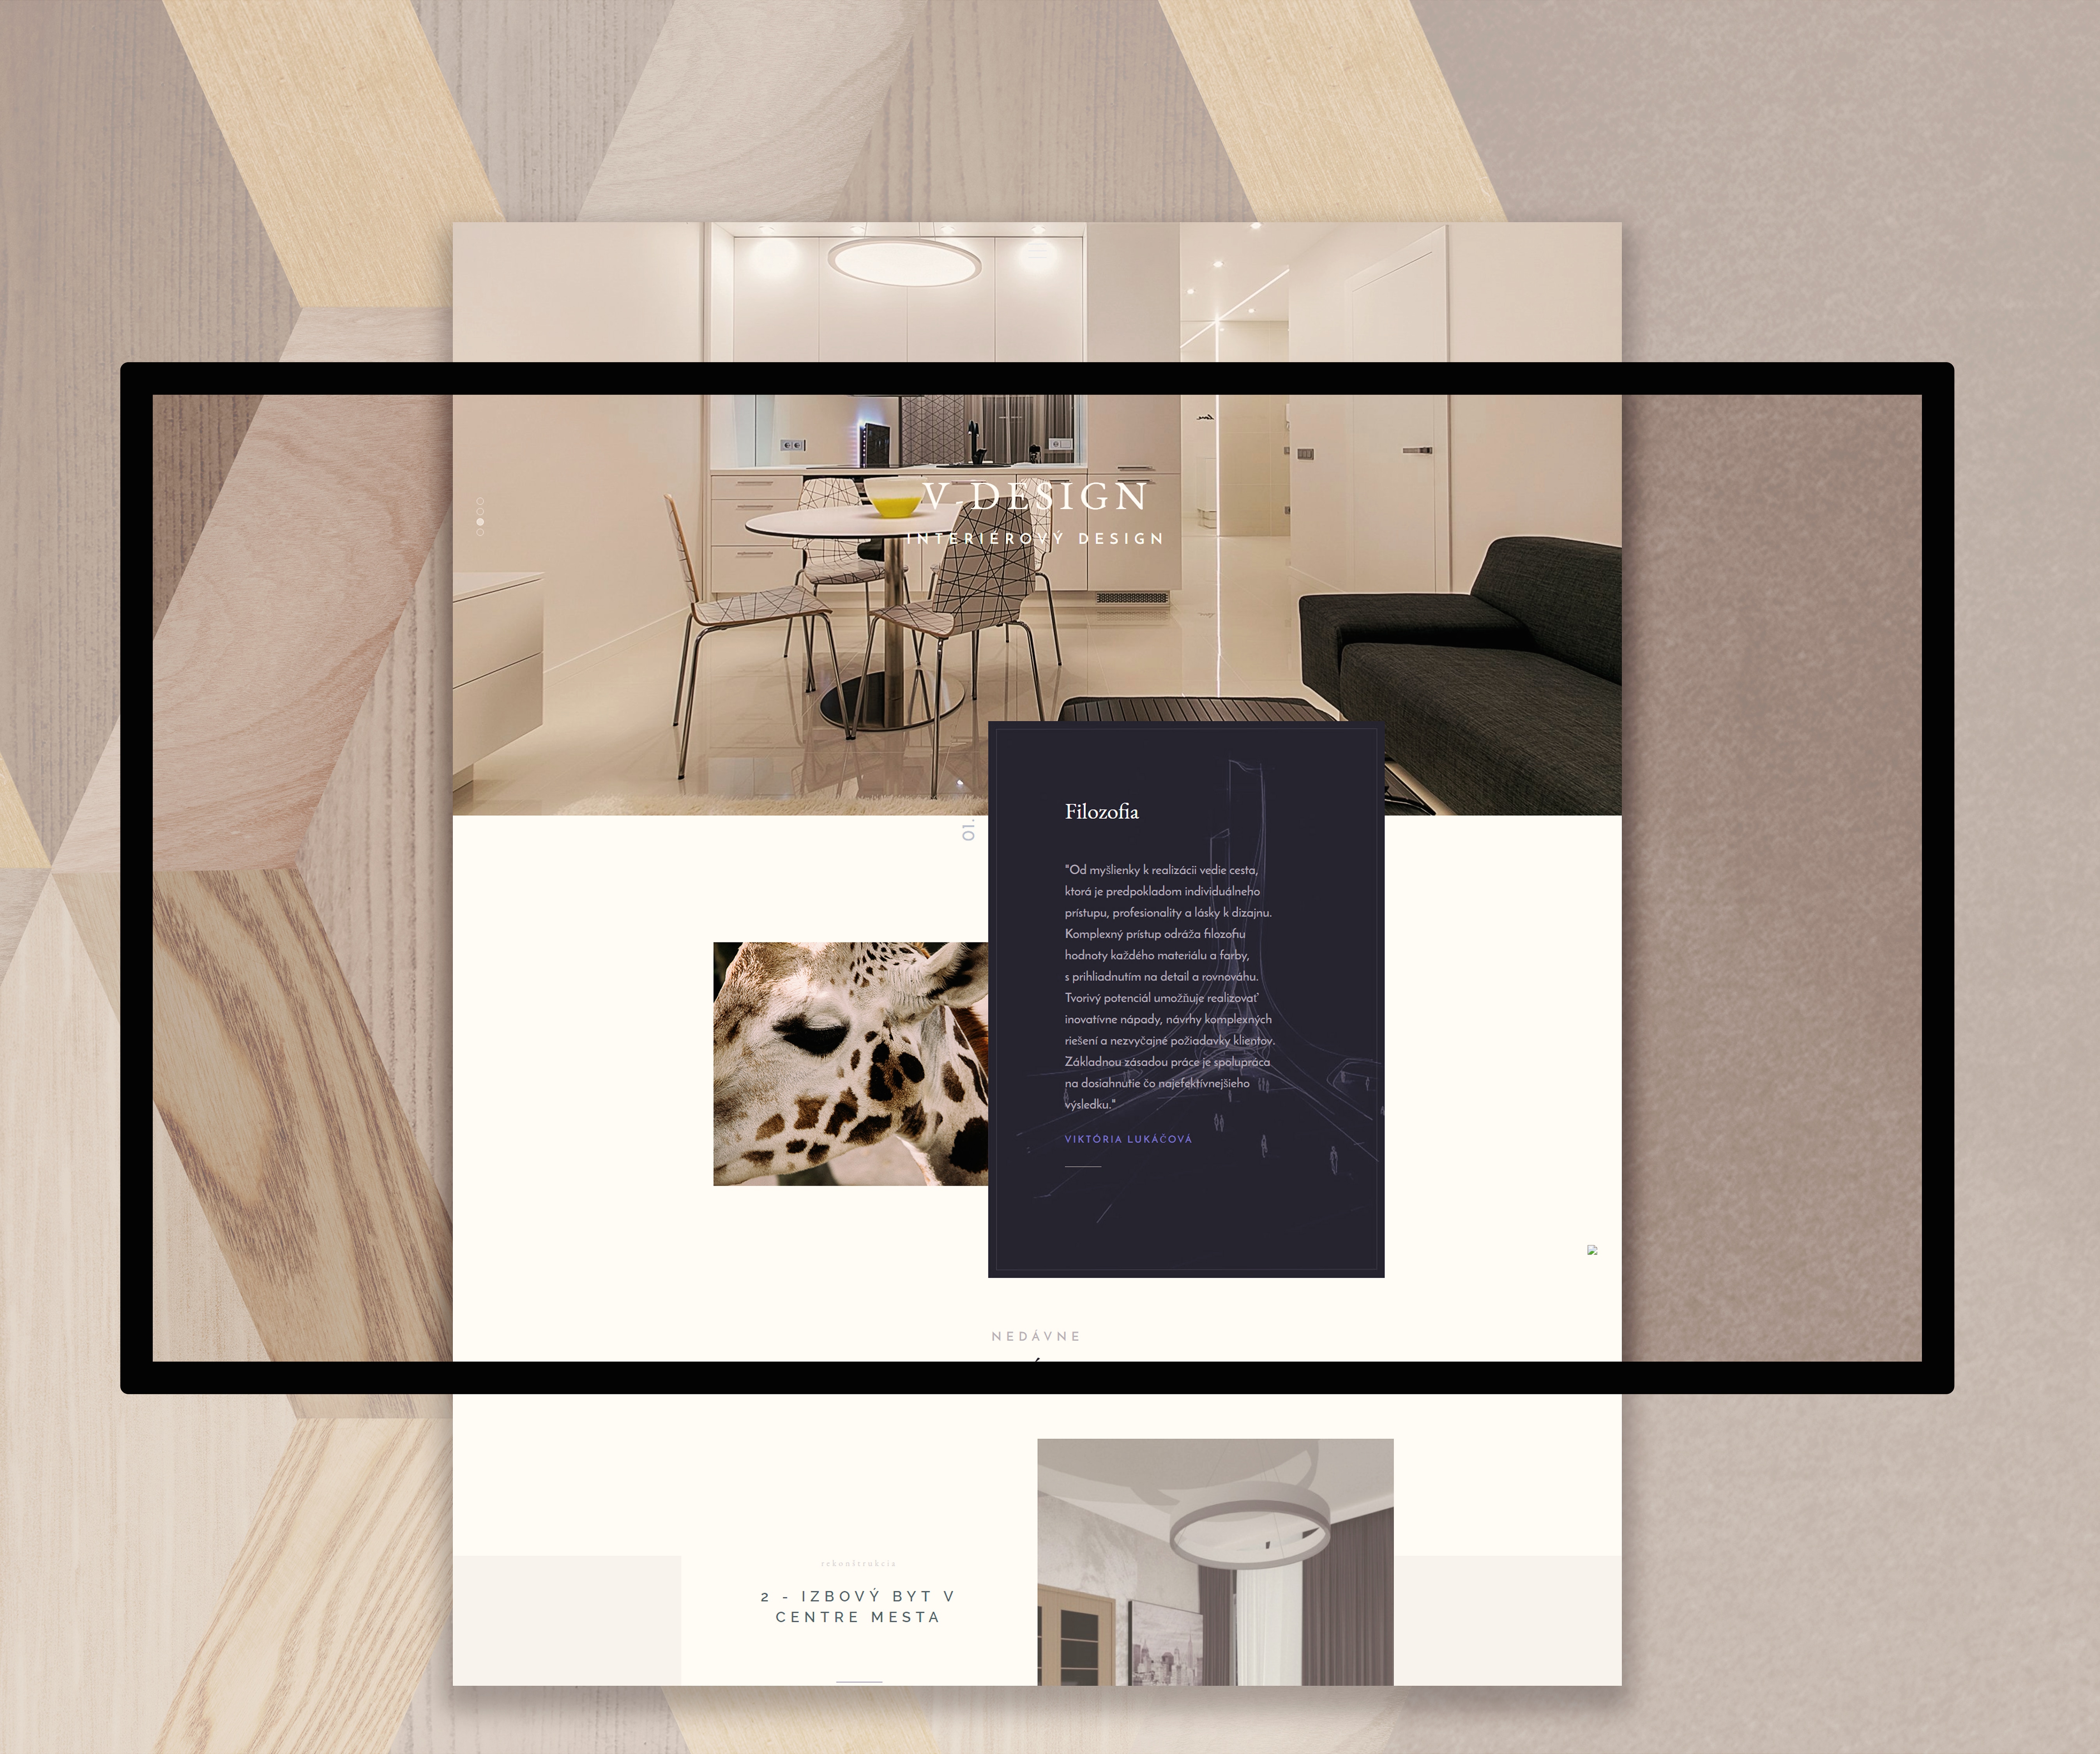 V-DESIGN
INTERIÉROVÝ DESIGN
01.
Filozofia
"Od myšlienky k realizácii vedie cesta,
ktorá je predpokladom individuálneho
prístupu, profesionality a lásky k dizajnu.
Komplexný prístup odráža filozofiu
hodnoty každého materiálu a farby,
s prihliadnutím na detail a rovnováhu.
Tvorivý potenciál umožňuje realizovať
inovatívne nápady, návrhy komplexných
riešení a nezvyčajné požiadavky klientov.
Základnou zásadou práce je spolupráca
na dosiahnutie čo najefektívnejšieho
výsledku."
VIKTÓRIA LUKÁČOVÁ
NEDÁVNE
rekonštrukcia
2 - IZBOVÝ BYT V
CENTRE MESTA